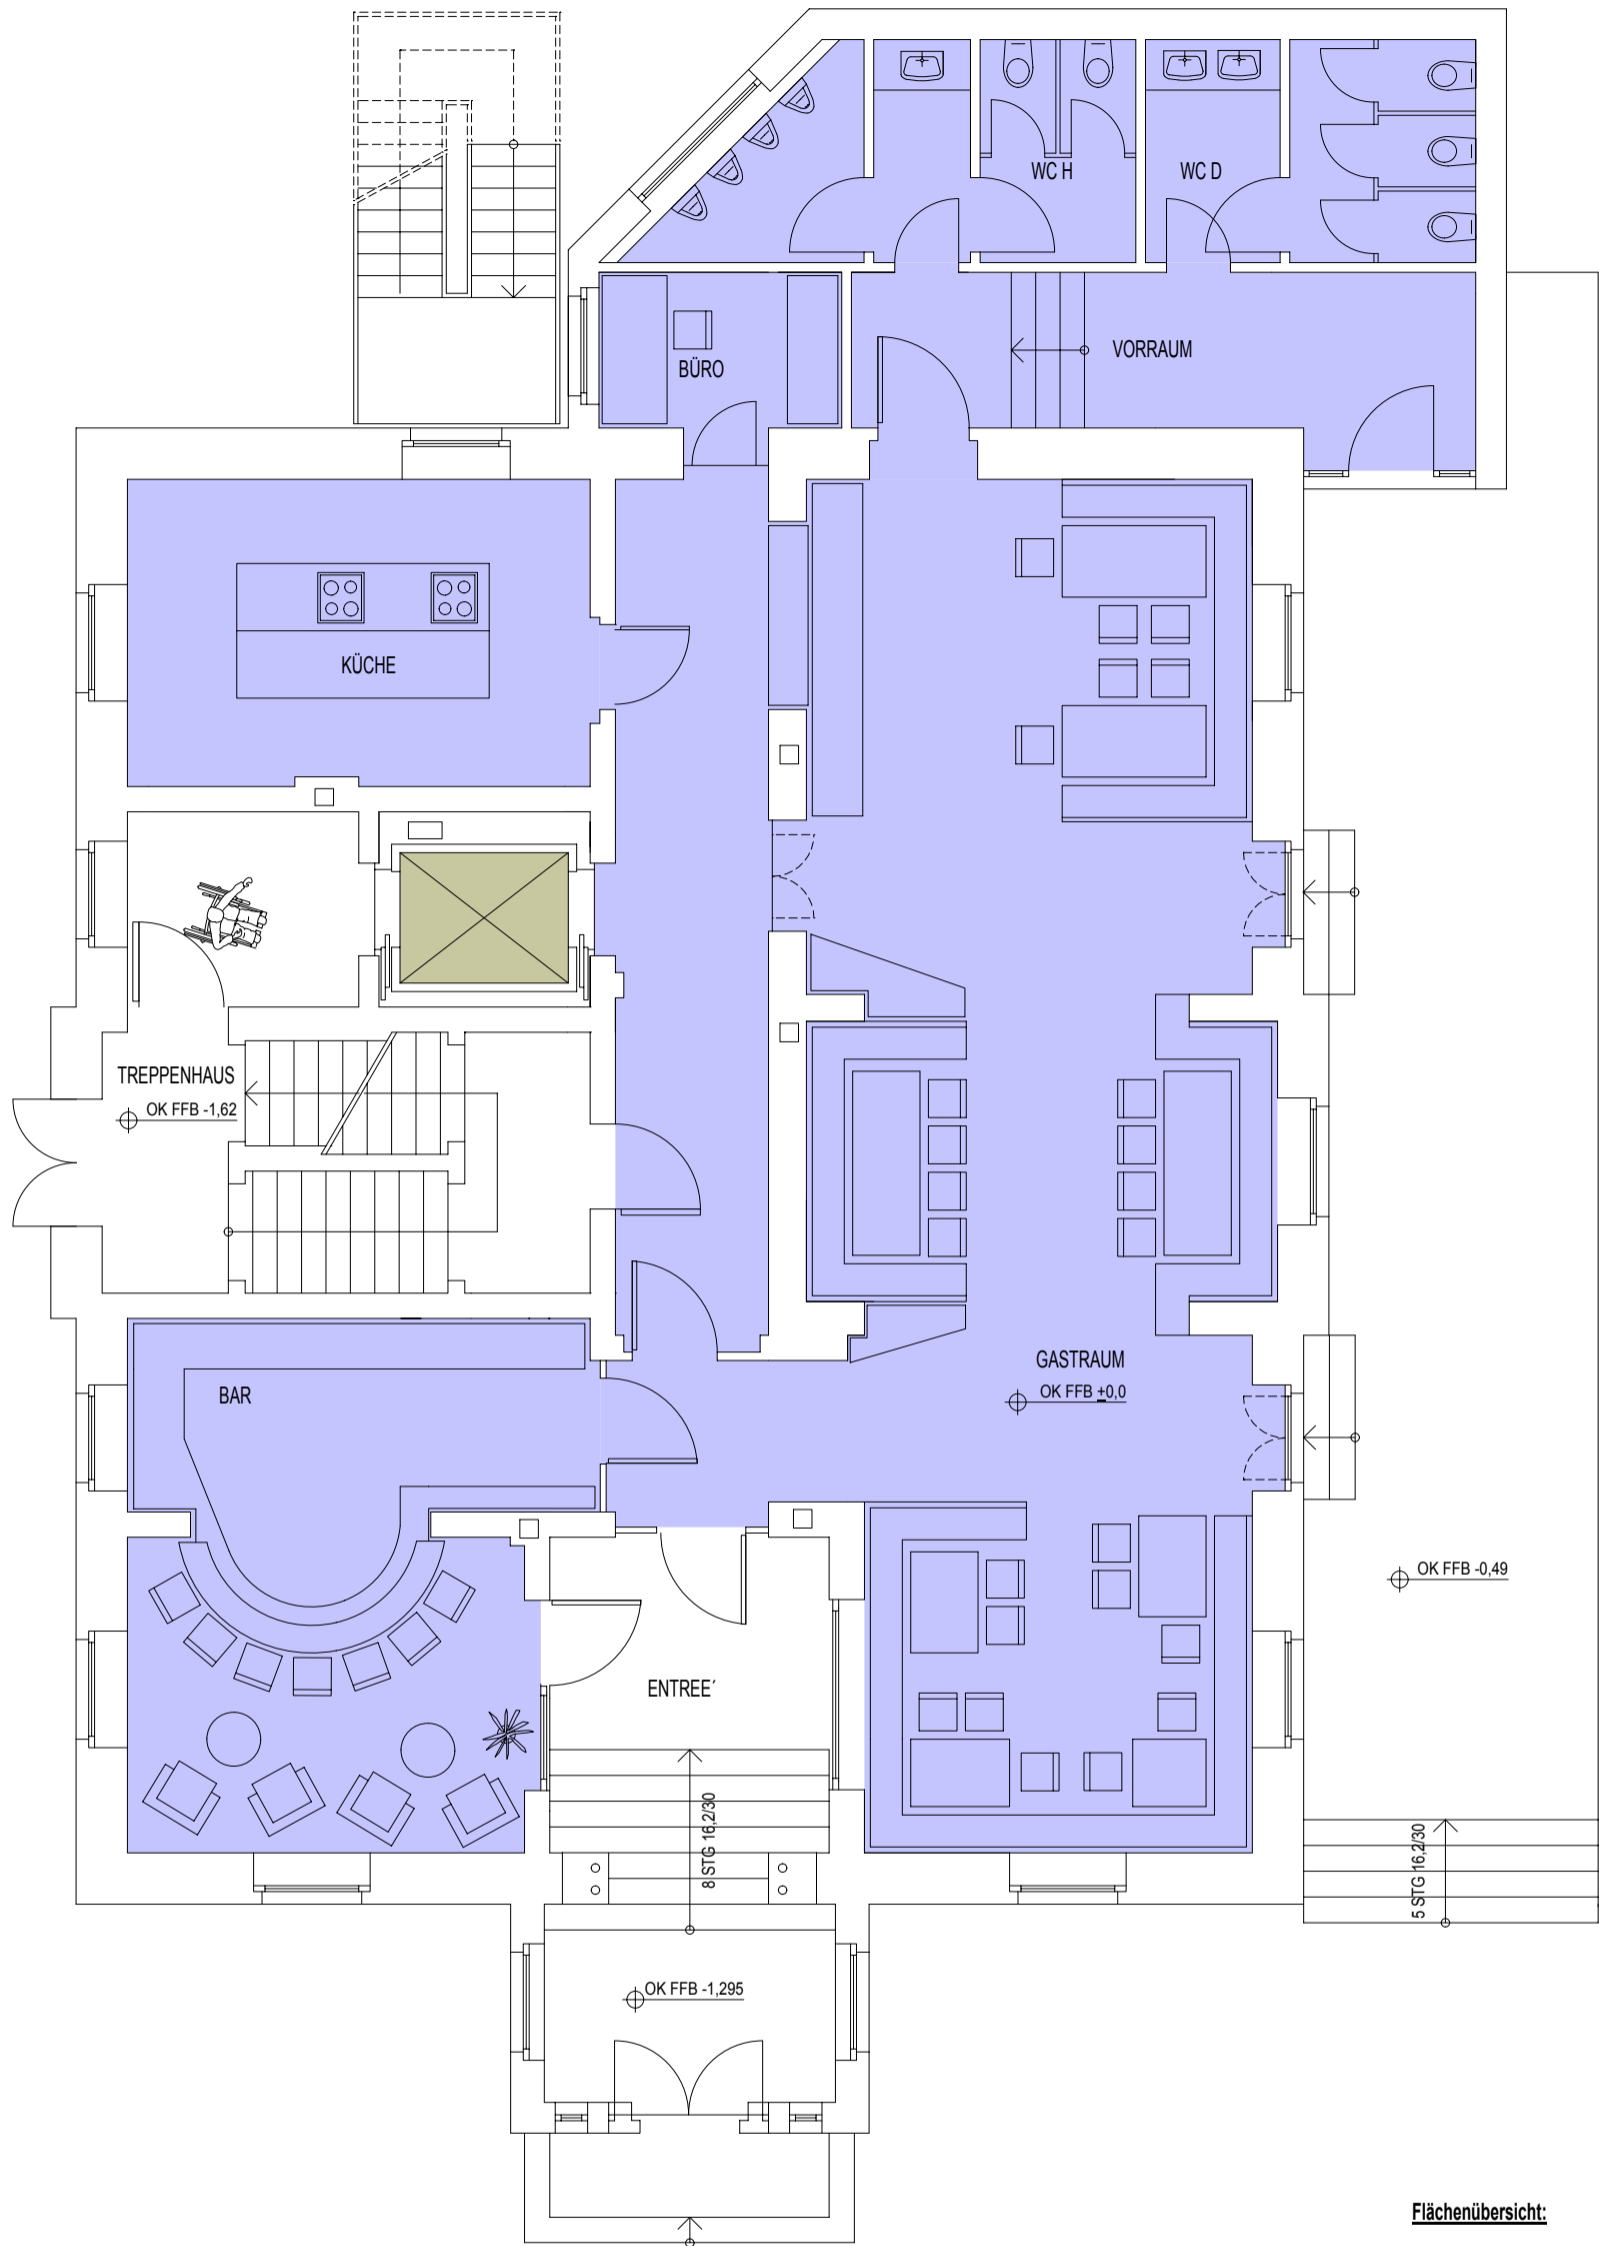 WC H
WC D
VORRAUM
BÜRO
KÜCHE
TREPPENHAUS
OK FFB -1,62
BAR
GASTRAUM
OK FFB ±0,0
OK FFB -0,49
ENTREE´
8 STG 16,2/30
5 STG 16,2/30
OK FFB -1,295
Flächenübersicht: